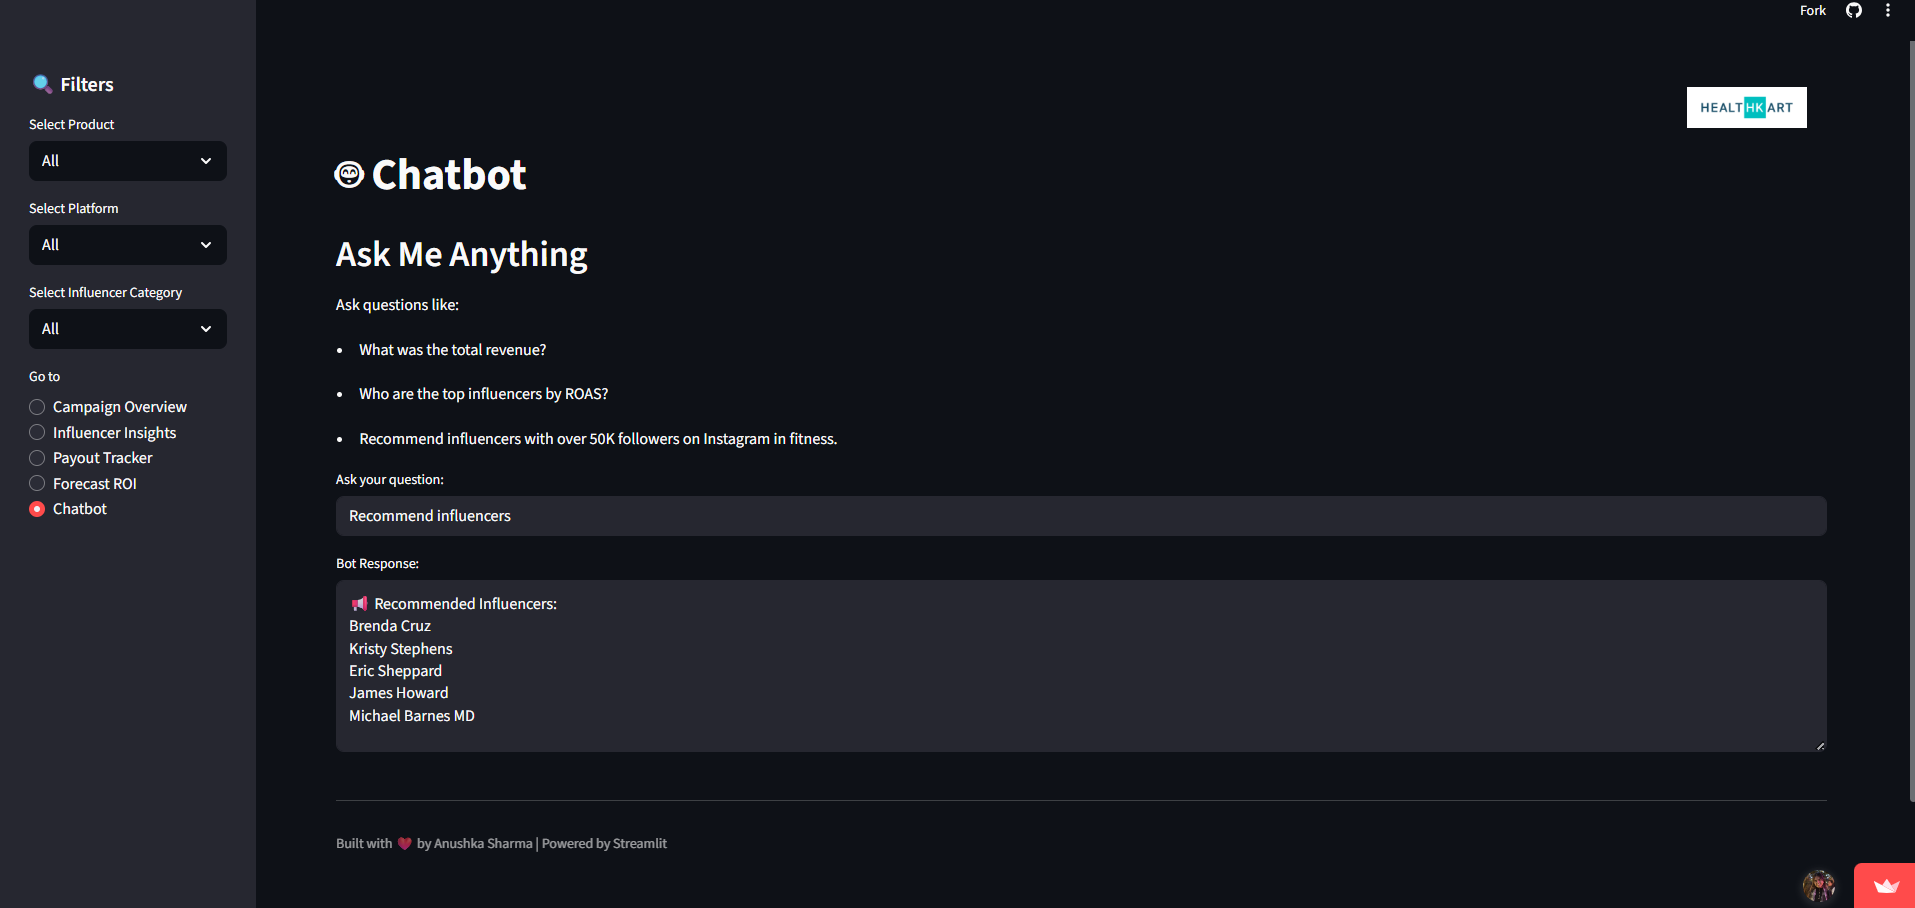 Fork
Filters
Select Product
All
Select Platform
All
Select Influencer Category
All
Go to
Campaign Overview
Influencer Insights
Payout Tracker
Forecast ROI
Chatbot
HEALTHKART
Chatbot
Ask Me Anything
Ask questions like:
• What was the total revenue?
• Who are the top influencers by ROAS?
• Recommend influencers with over 50K followers on Instagram in fitness.
Ask your question:
Recommend influencers
Bot Response:
📢 Recommended Influencers:
Brenda Cruz
Kristy Stephens
Eric Sheppard
James Howard
Michael Barnes MD
Built with ❤️ by Anushka Sharma | Powered by Streamlit